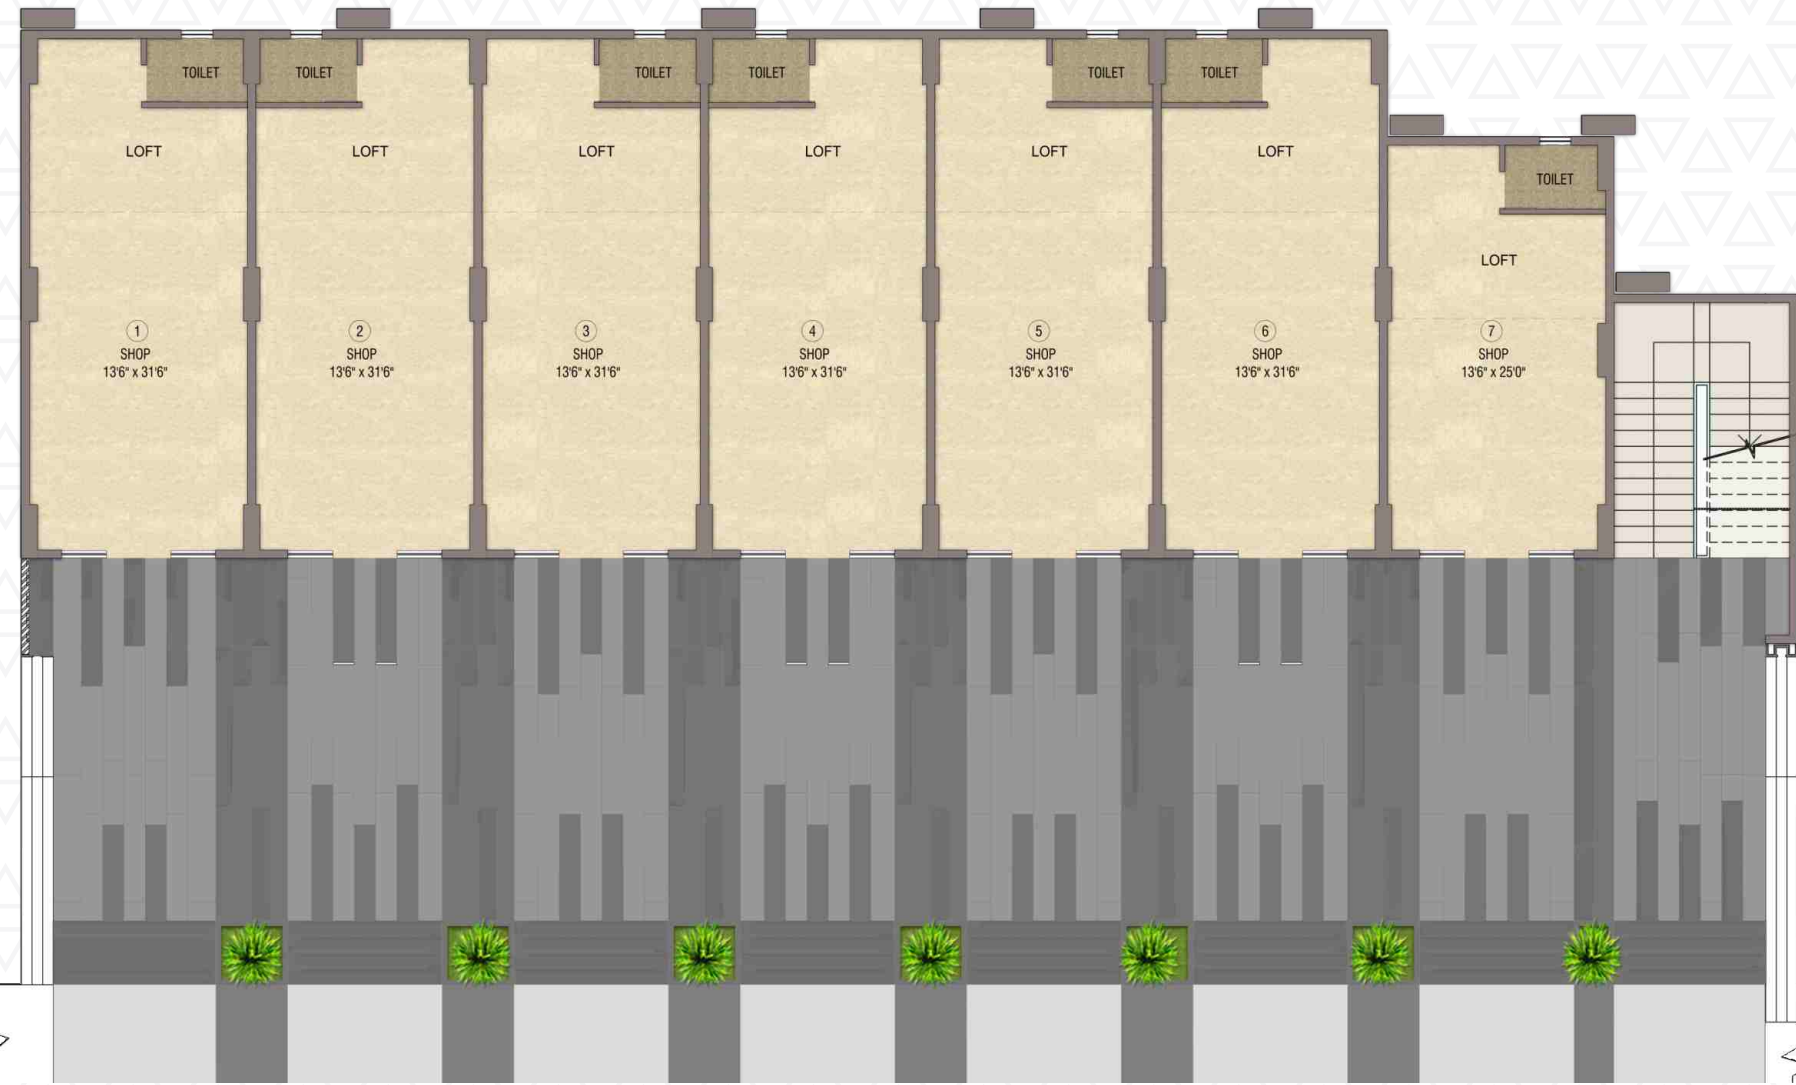 TOILET
TOILET
TOILET
TOILET
TOILET
TOILET
LOFT
LOFT
LOFT
LOFT
LOFT
LOFT
TOILET
LOFT
1
SHOP
13'6" x 31'6"
2
SHOP
13'6" x 31'6"
3
SHOP
13'6" x 31'6"
4
SHOP
13'6" x 31'6"
5
SHOP
13'6" x 31'6"
6
SHOP
13'6" x 31'6"
7
SHOP
13'6" x 25'0"